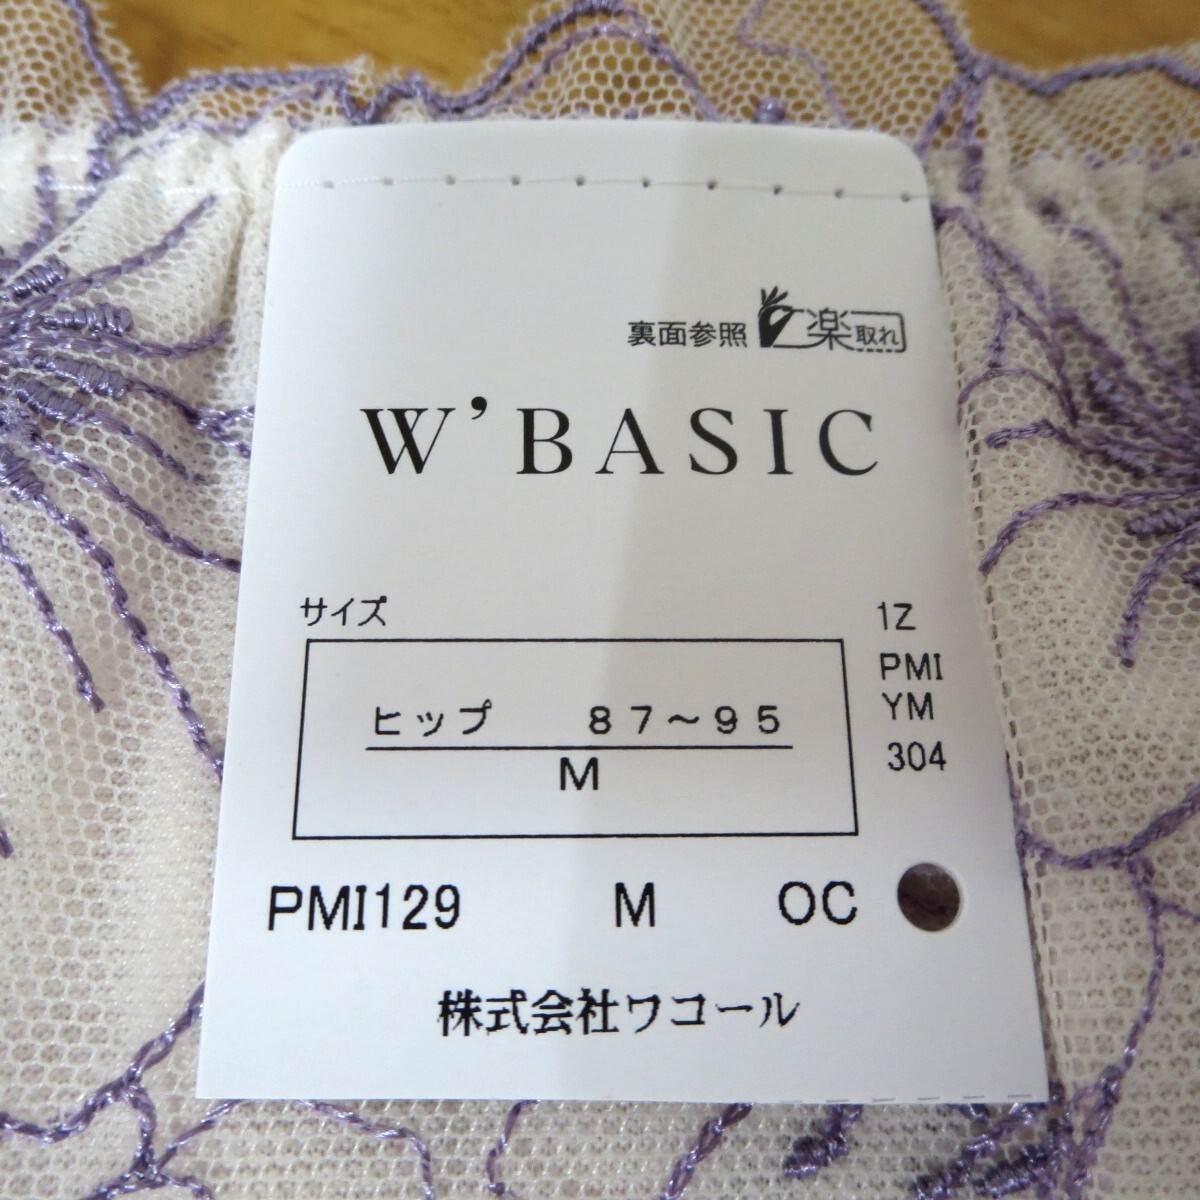 裏面参照 楽取れ
W'BASIC
サイズ
ヒップ 87~95
M
1Z
PMI
YM
304
PMI129 M OC
株式会社ワコール